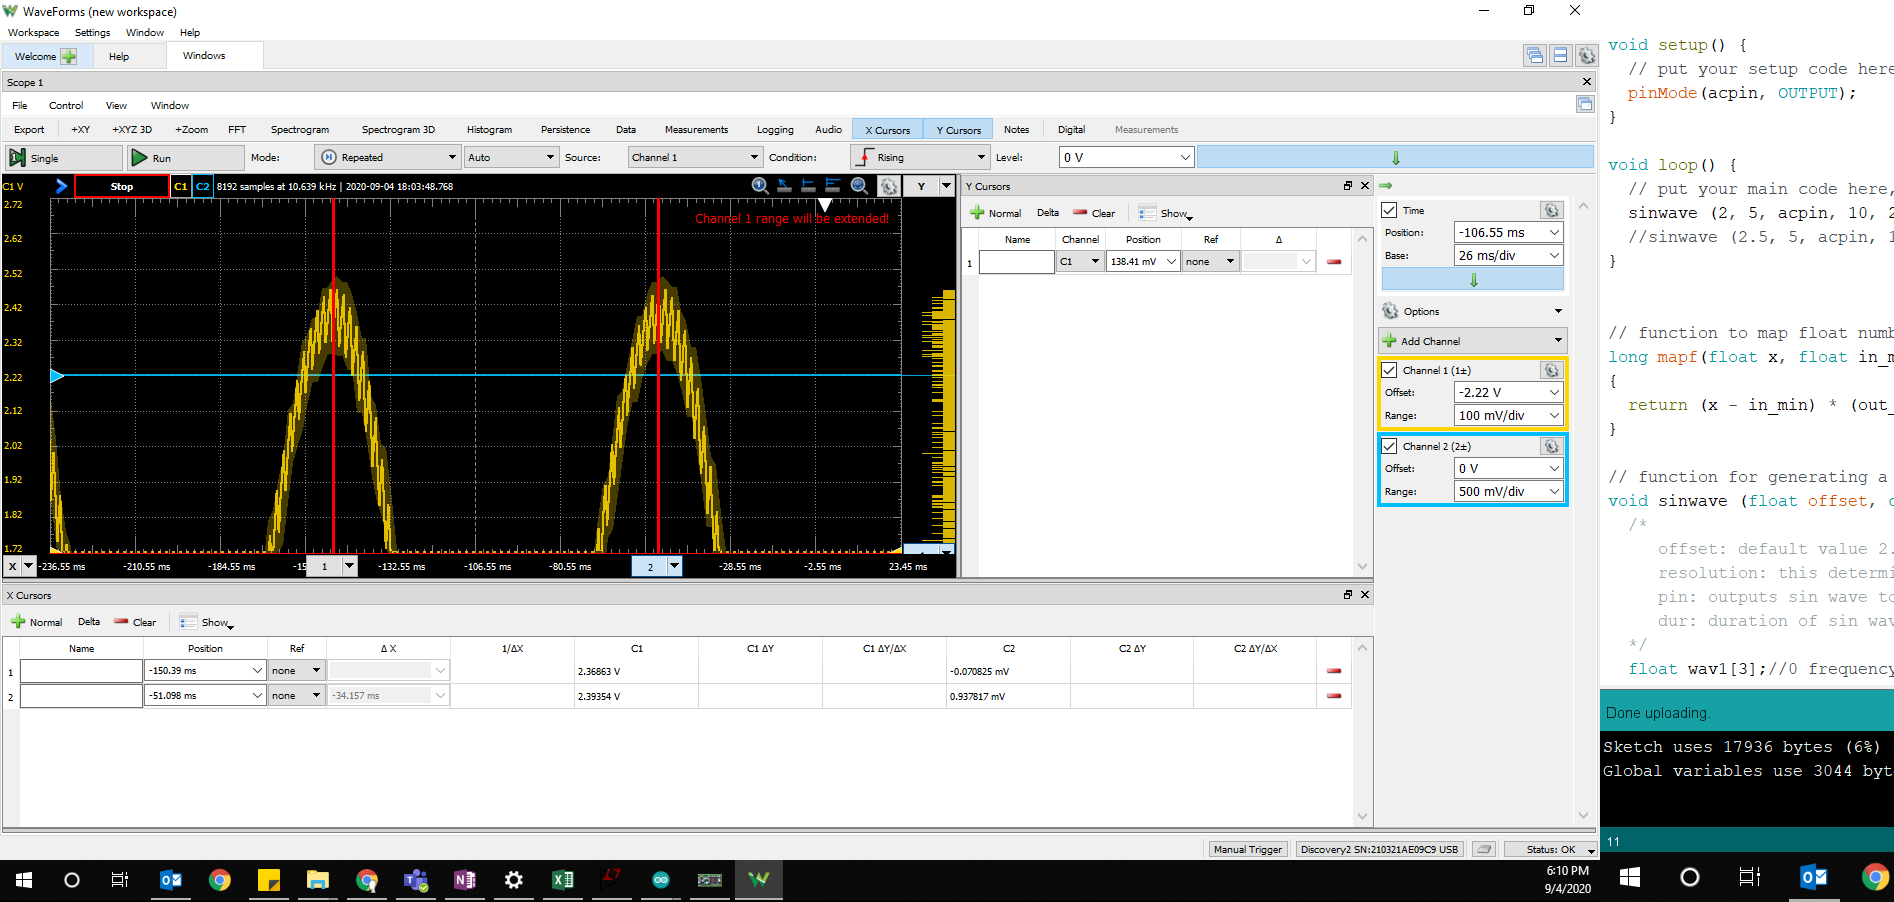 WaveForms (new workspace)
Workspace Settings Window Help
Welcome Help Windows
Scope 1
File Control View Window
Export +XY +XYZ 3D +Zoom FFT Spectrogram Spectrogram 3D Histogram Persistence Data Measurements Logging Audio X Cursors Y Cursors Notes Digital Measurements
Single Run Mode: Repeated Auto Source: Channel 1 Condition: Rising Level: 0 V
C1 V Stop C1 C2 8192 samples at 10.639 kHz | 2020-09-04 18:03:48.768 Y
Channel 1 range will be extended!
2.72
2.62
2.52
2.42
2.32
2.22
2.12
2.02
1.92
1.82
1.72
X -236.55 ms -210.55 ms -184.55 ms -15 1 -132.55 ms -106.55 ms -80.55 ms 2 -28.55 ms -2.55 ms 23.45 ms
Y Cursors
Normal Delta Clear Show
Name Channel Position Ref Δ
1 C1 138.41 mV none
Time
Position: -106.55 ms
Base: 26 ms/div
Options
Add Channel
Channel 1 (1±)
Offset: -2.22 V
Range: 100 mV/div
Channel 2 (2±)
Offset: 0 V
Range: 500 mV/div
X Cursors
Normal Delta Clear Show
Name Position Ref Δ X 1/ΔX C1 C1 ΔY C1 ΔY/ΔX C2 C2 ΔY C2 ΔY/ΔX
1 -150.39 ms none 2.36863 V -0.070825 mV
2 -51.098 ms none -34.157 ms 2.39354 V 0.937817 mV
Manual Trigger Discovery2 SN:210321AE09C9 USB Status: OK
6:10 PM
9/4/2020
void setup() {
// put your setup code here
pinMode(acpin, OUTPUT);
}
void loop() {
// put your main code here,
sinwave (2, 5, acpin, 10, 2
//sinwave (2.5, 5, acpin, 1
}
// function to map float numb
long mapf(float x, float in_m
{
return (x - in_min) * (out_
}
// function for generating a
void sinwave (float offset,
/*
offset: default value 2.
resolution: this determi
pin: outputs sin wave to
dur: duration of sin wav
*/
float wav1[3];//0 frequency
Done uploading.
Sketch uses 17936 bytes (6%)
Global variables use 3044 byt
11